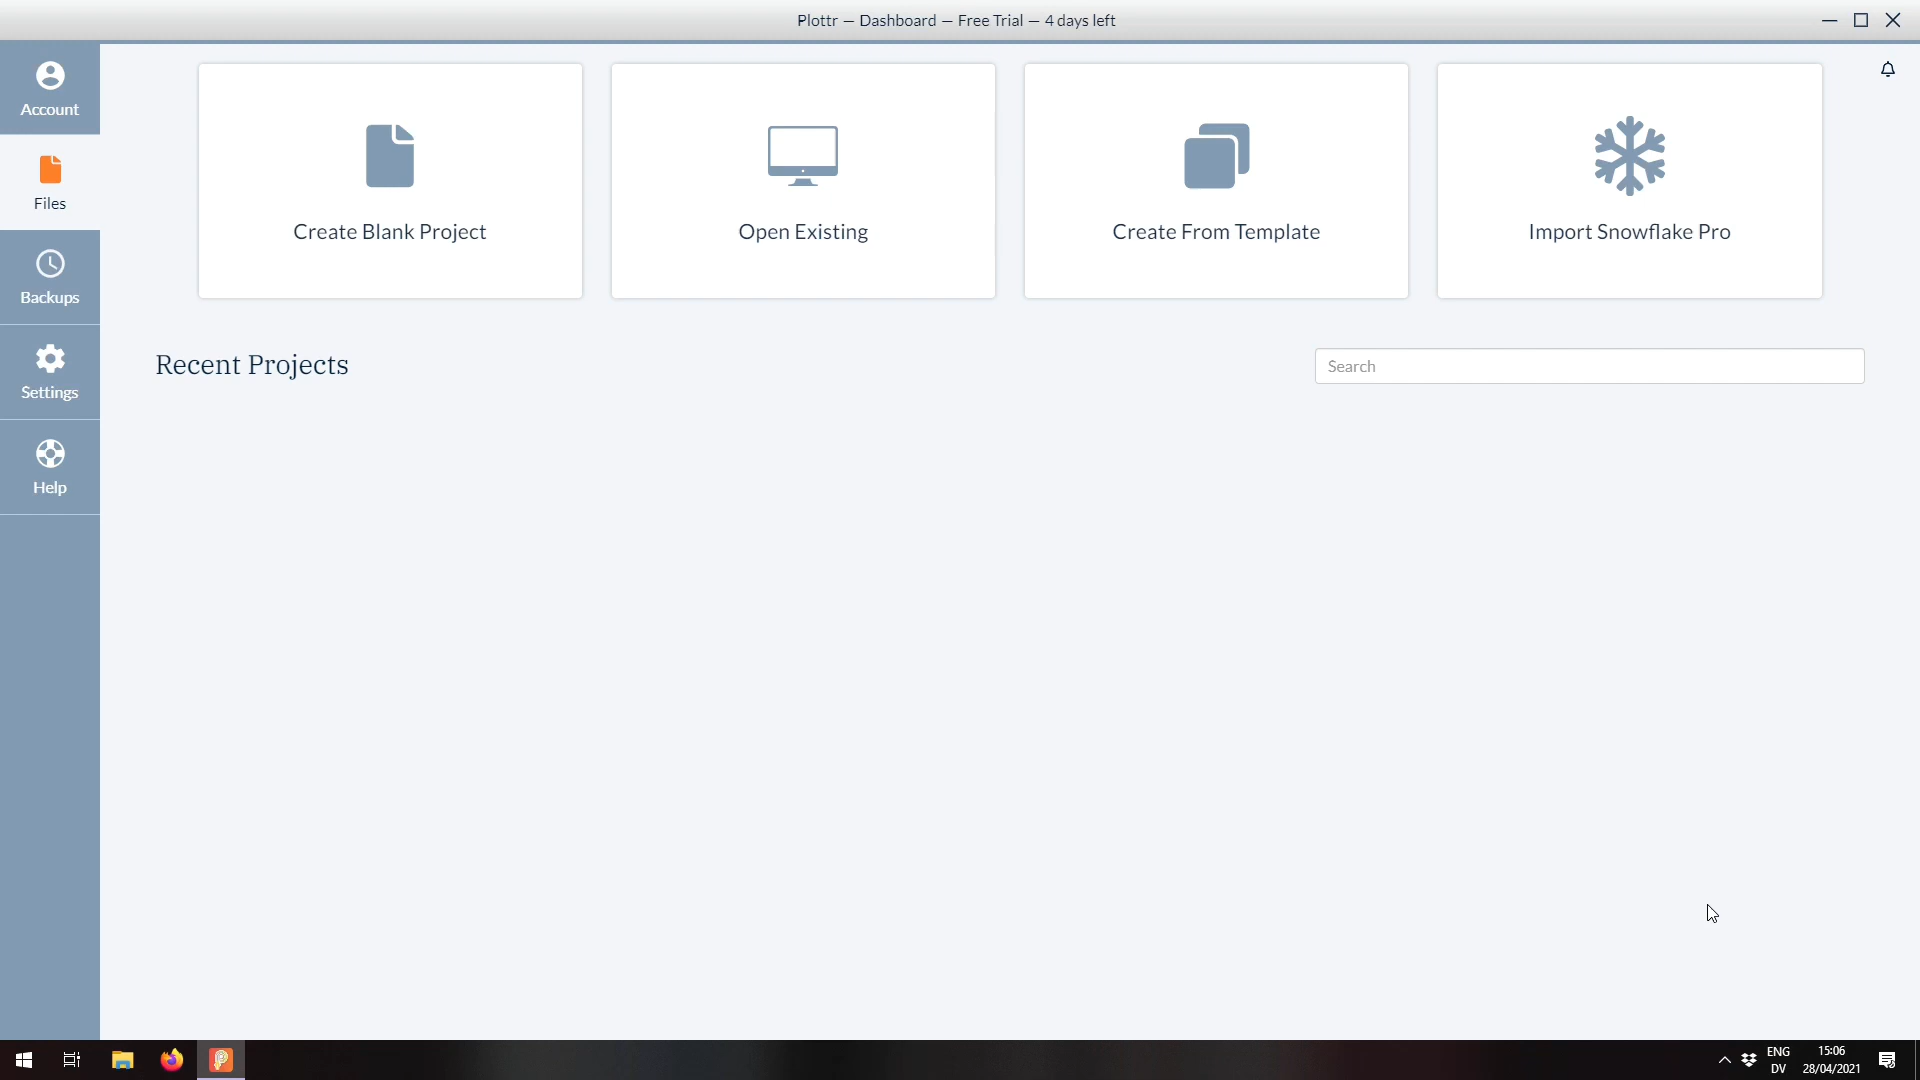 Plottr — Dashboard — Free Trial — 4 days left
Account
Files
Backups
Settings
Help
Create Blank Project
Open Existing
Create From Template
Import Snowflake Pro
Recent Projects
Search
ENG
DV
15:06
28/04/2021